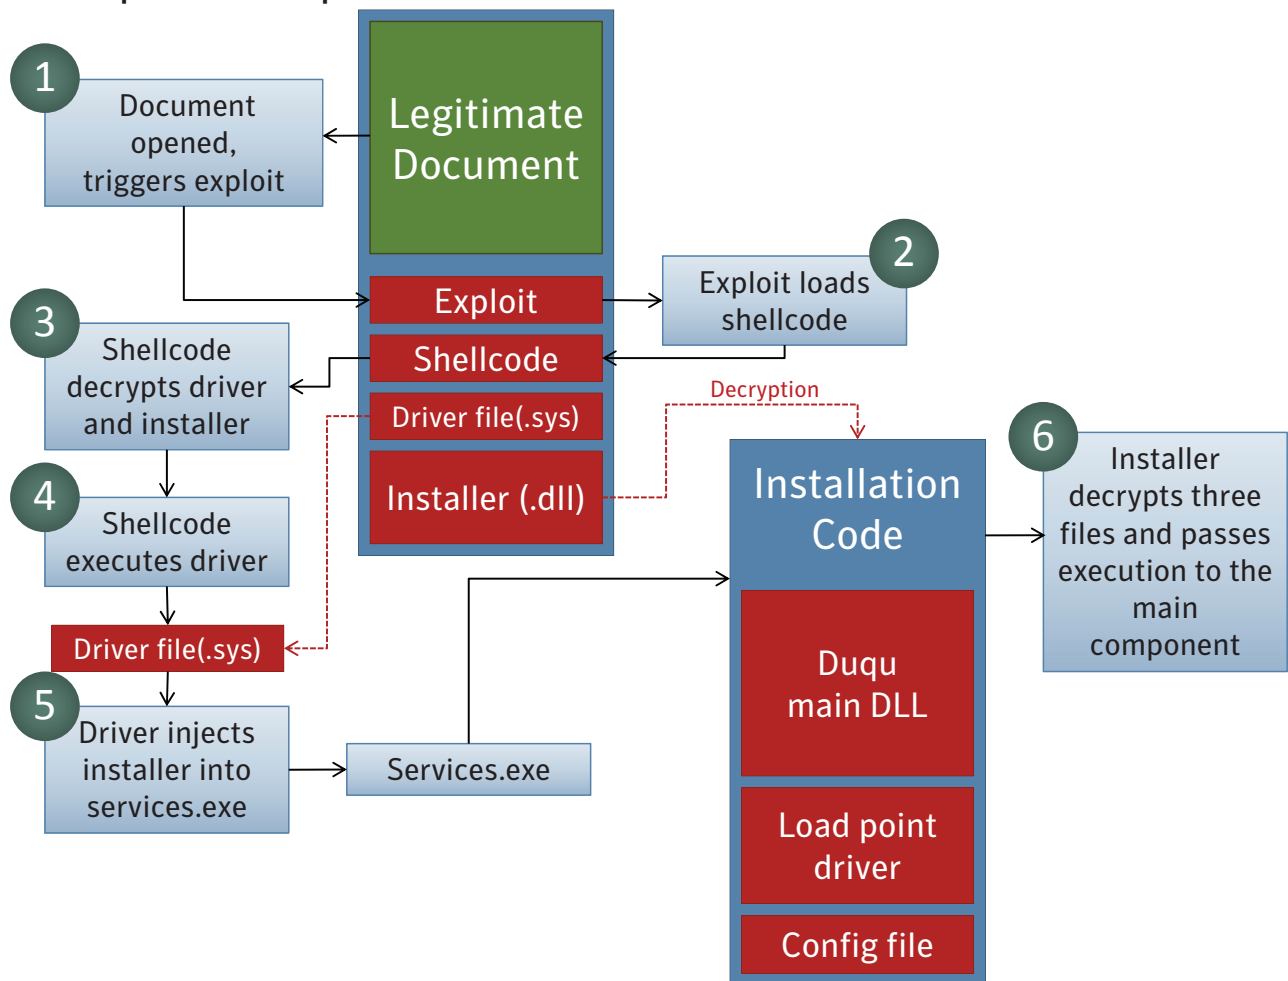 1
Document
opened,
triggers exploit
Legitimate
Document
2
Exploit loads
shellcode
Exploit
3
Shellcode
decrypts driver
and installer
Shellcode
Driver file(.sys)
Installer (.dll)
Decryption
4
Shellcode
executes driver
Driver file(.sys)
5
Driver injects
installer into
services.exe
Services.exe
Installation
Code
Duqu
main DLL
Load point
driver
Config file
6
Installer
decrypts three
files and passes
execution to the
main
component